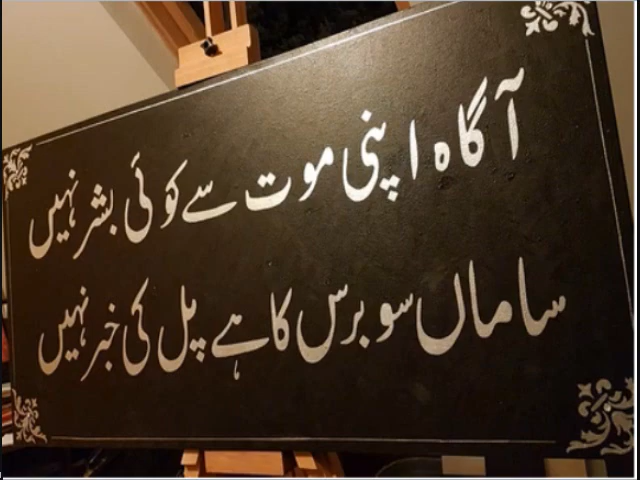 آگاہ اپنی موت سے کوئی بشر نہیں
ساماں سو برس کا ہے پل کی خبر نہیں